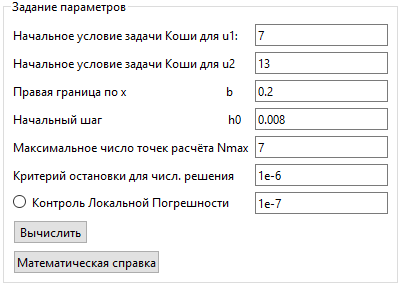 Задание параметров
Начальное условие задачи Коши для u1: 7
Начальное условие задачи Коши для u2 13
Правая граница по x b 0.2
Начальный шаг h0 0.008
Максимальное число точек расчёта Nmax 7
Критерий остановки для числ. решения 1e-6
Контроль Локальной Погрешности 1e-7
Вычислить
Математическая справка